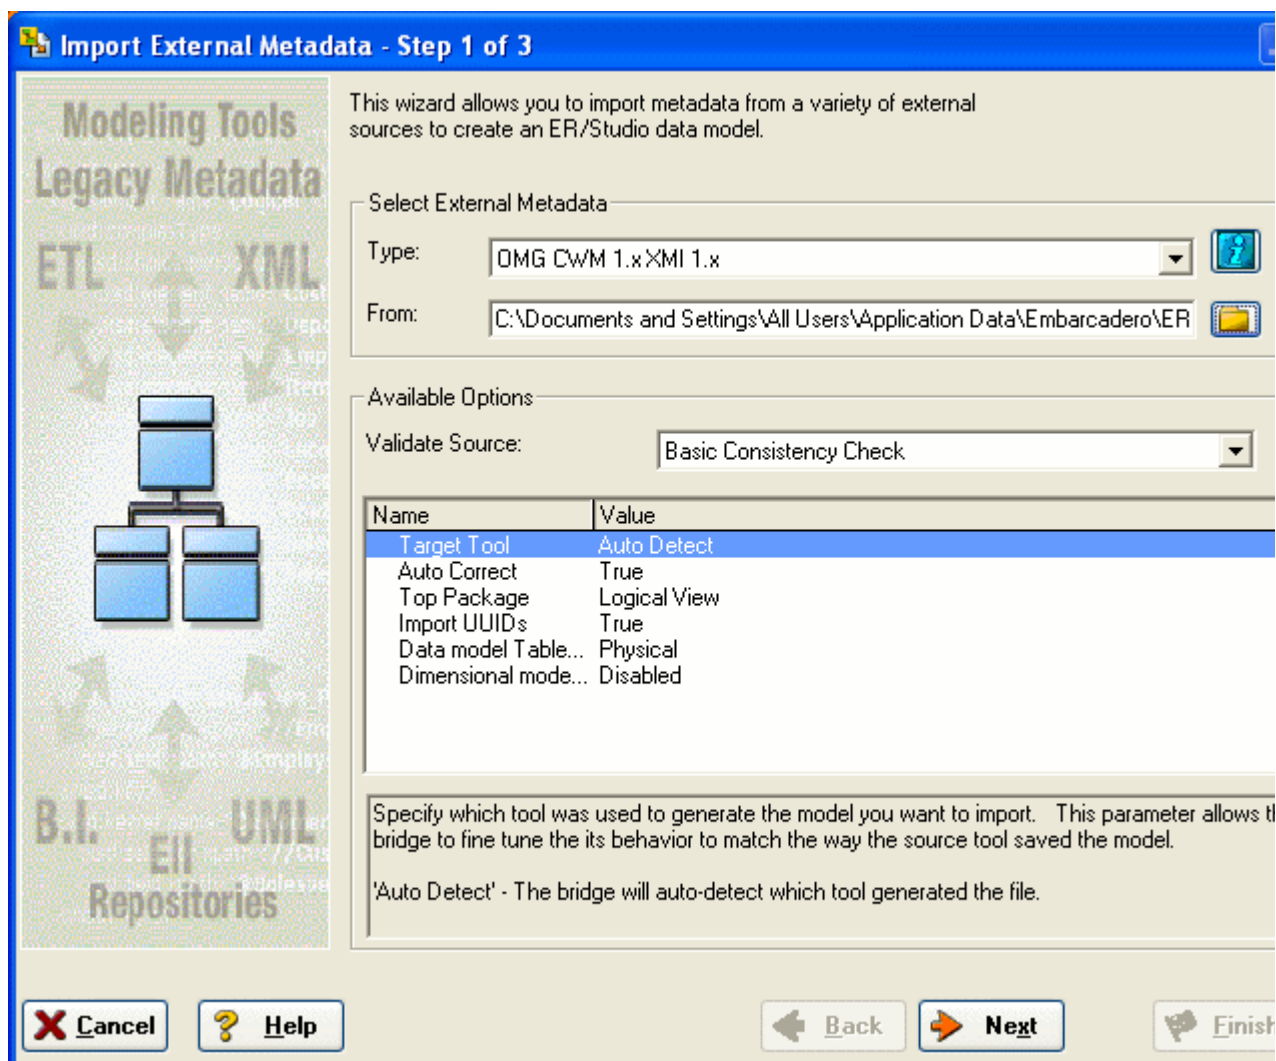 Import External Metadata - Step 1 of 3
Modeling Tools
Legacy Metadata
ETL XML
B.I. UML
EII
Repositories
This wizard allows you to import metadata from a variety of external
sources to create an ER/Studio data model.
Select External Metadata
Type: OMG CWM 1.x XMI 1.x
From: C:\Documents and Settings\All Users\Application Data\Embarcadero\ER
Available Options
Validate Source: Basic Consistency Check
Name Value
Target Tool Auto Detect
Auto Correct True
Top Package Logical View
Import UUIDs True
Data model Table... Physical
Dimensional mode... Disabled
Specify which tool was used to generate the model you want to import. This parameter allows
bridge to fine tune the its behavior to match the way the source tool saved the model.
'Auto Detect' - The bridge will auto-detect which tool generated the file.
Cancel Help Back Next Finish